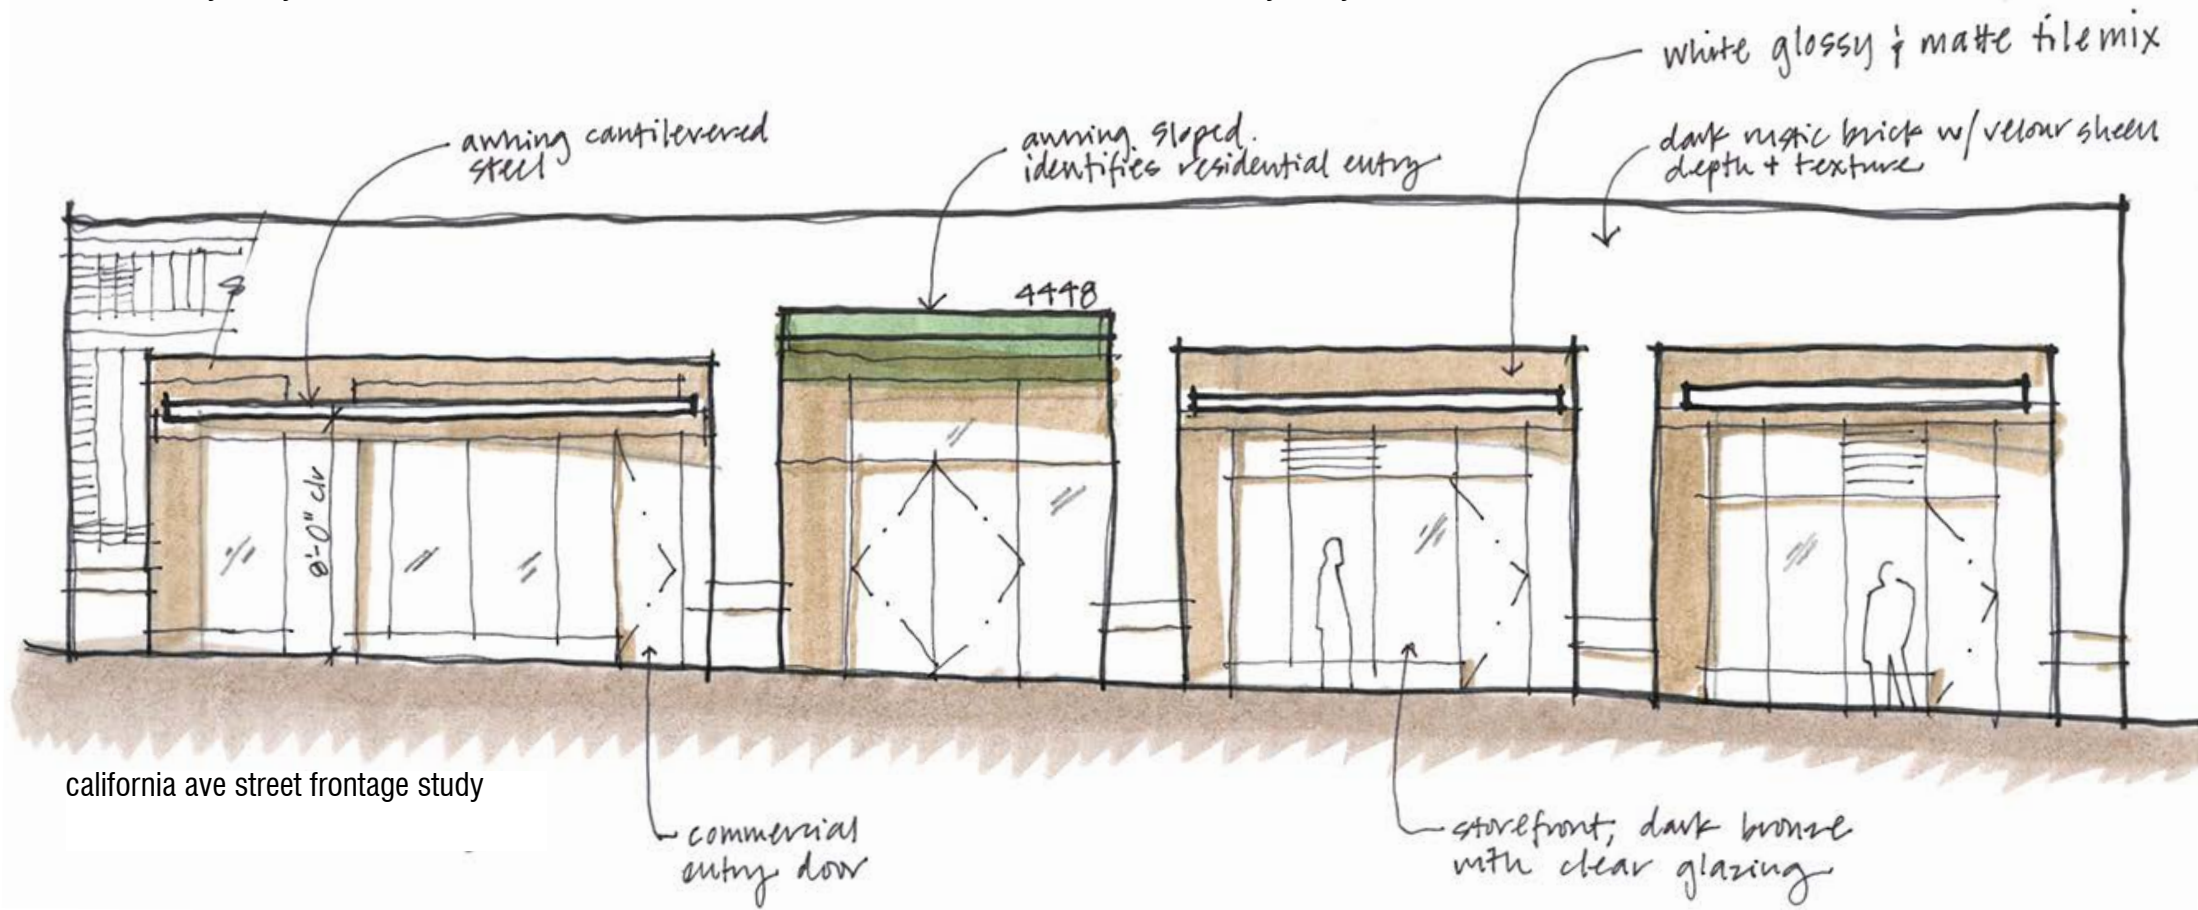 white glossy & matte tile mix
awning cantilevered
steel
awning sloped.
identifies residential entry
dark rustic brick w/ velour sheen
depth + texture
4448
8'-0" clr
california ave street frontage study
commercial
entry door
storefront, dark bronze
with clear glazing